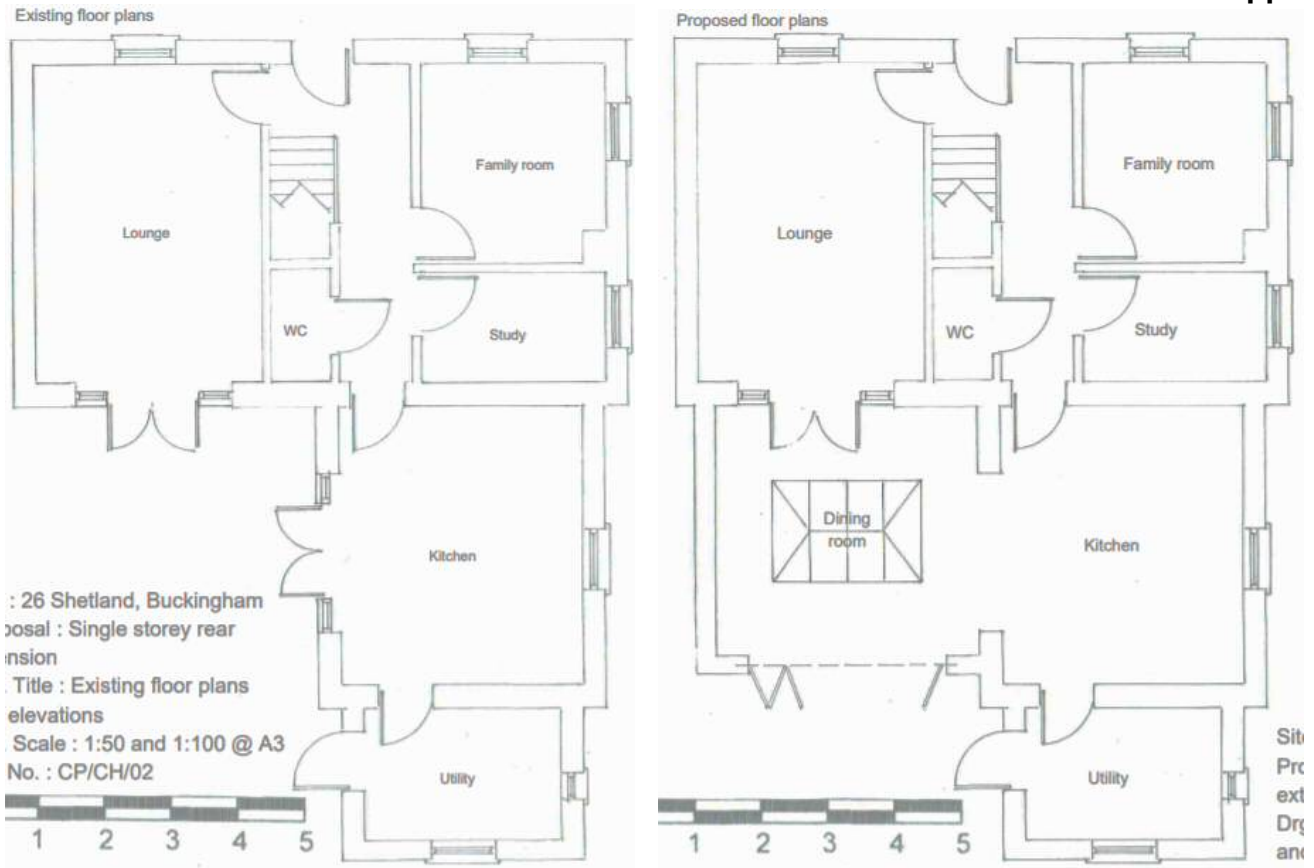 pp
Existing floor plans
Lounge
Family room
WC
Study
Kitchen
Utility
: 26 Shetland, Buckingham
posal : Single storey rear
ension
. Title : Existing floor plans
elevations
. Scale : 1:50 and 1:100 @ A3
No. : CP/CH/02
1 2 3 4 5
Proposed floor plans
Lounge
Family room
WC
Study
Dining
room
Kitchen
Utility
1 2 3 4 5
Site
Pro
ext
Drg
and